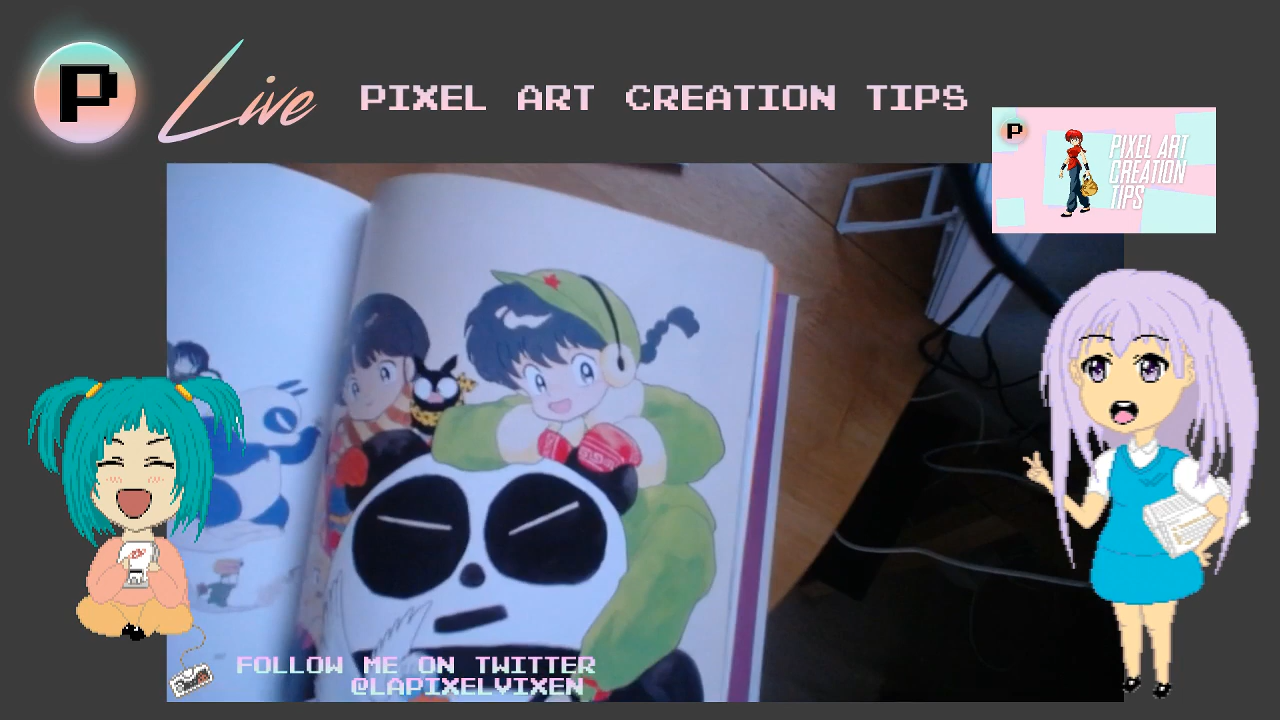 P Live PIXEL ART CREATION TIPS
P
PIXEL ART
CREATION
TIPS
FOLLOW ME ON TWITTER
@LAPIXELVIXEN